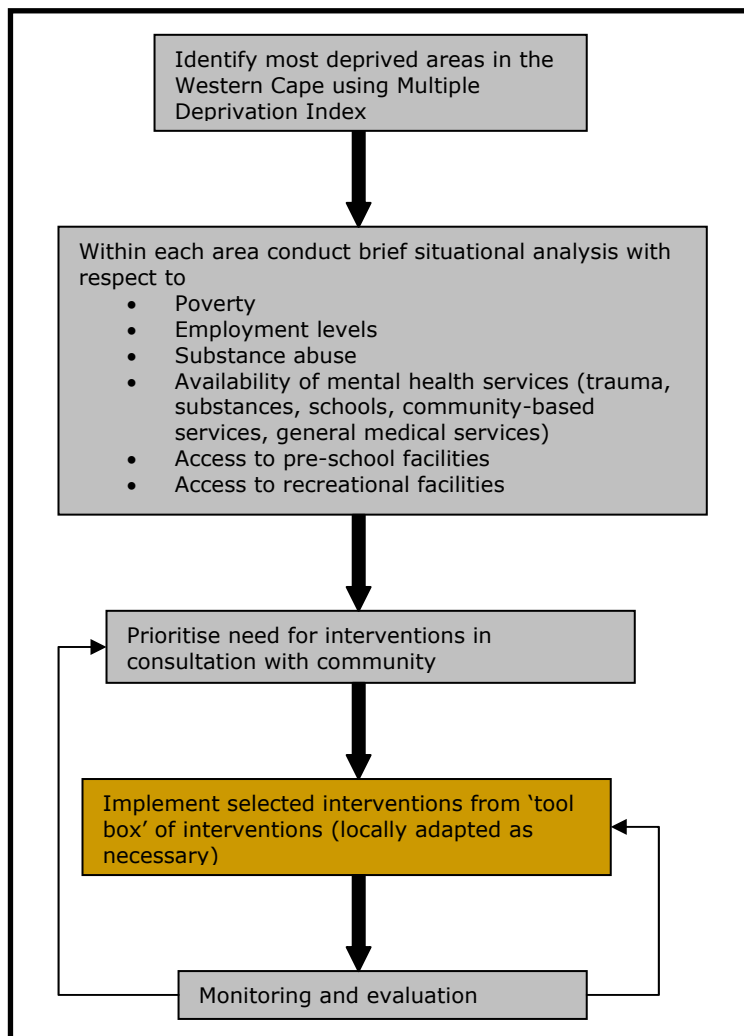 Identify most deprived areas in the
Western Cape using Multiple
Deprivation Index
Within each area conduct brief situational analysis with
respect to
• Poverty
• Employment levels
• Substance abuse
• Availability of mental health services (trauma,
substances, schools, community-based
services, general medical services)
• Access to pre-school facilities
• Access to recreational facilities
Prioritise need for interventions in
consultation with community
Implement selected interventions from ‘tool
box’ of interventions (locally adapted as
necessary)
Monitoring and evaluation